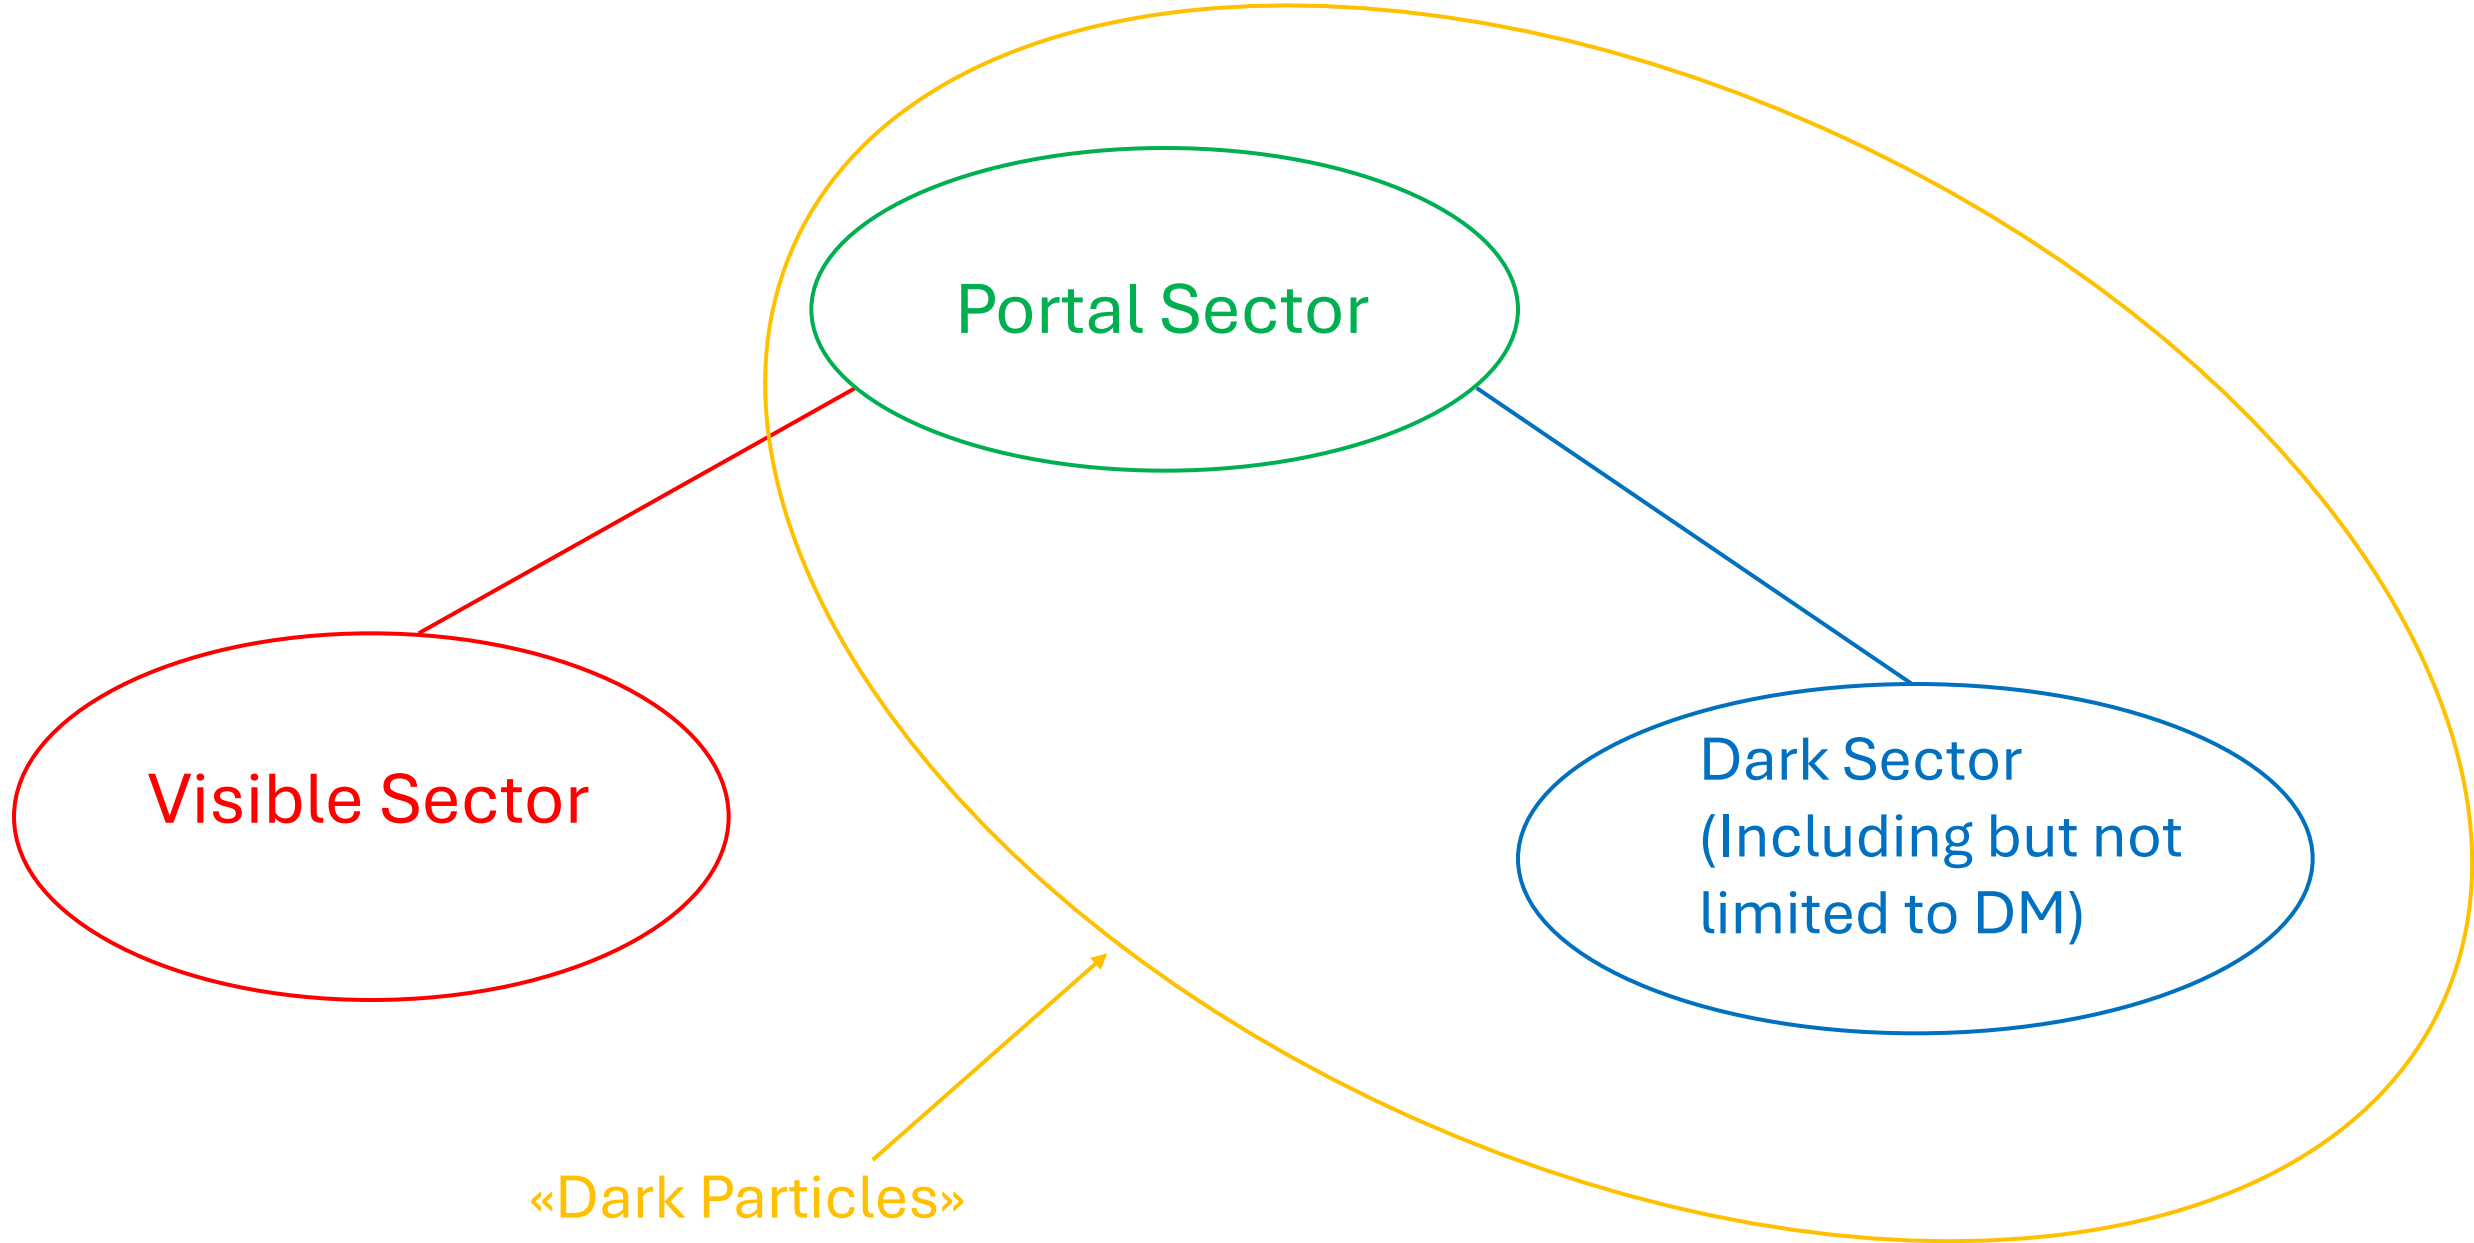 Portal Sector
Visible Sector
Dark Sector
(Including but not
limited to DM)
«Dark Particles»